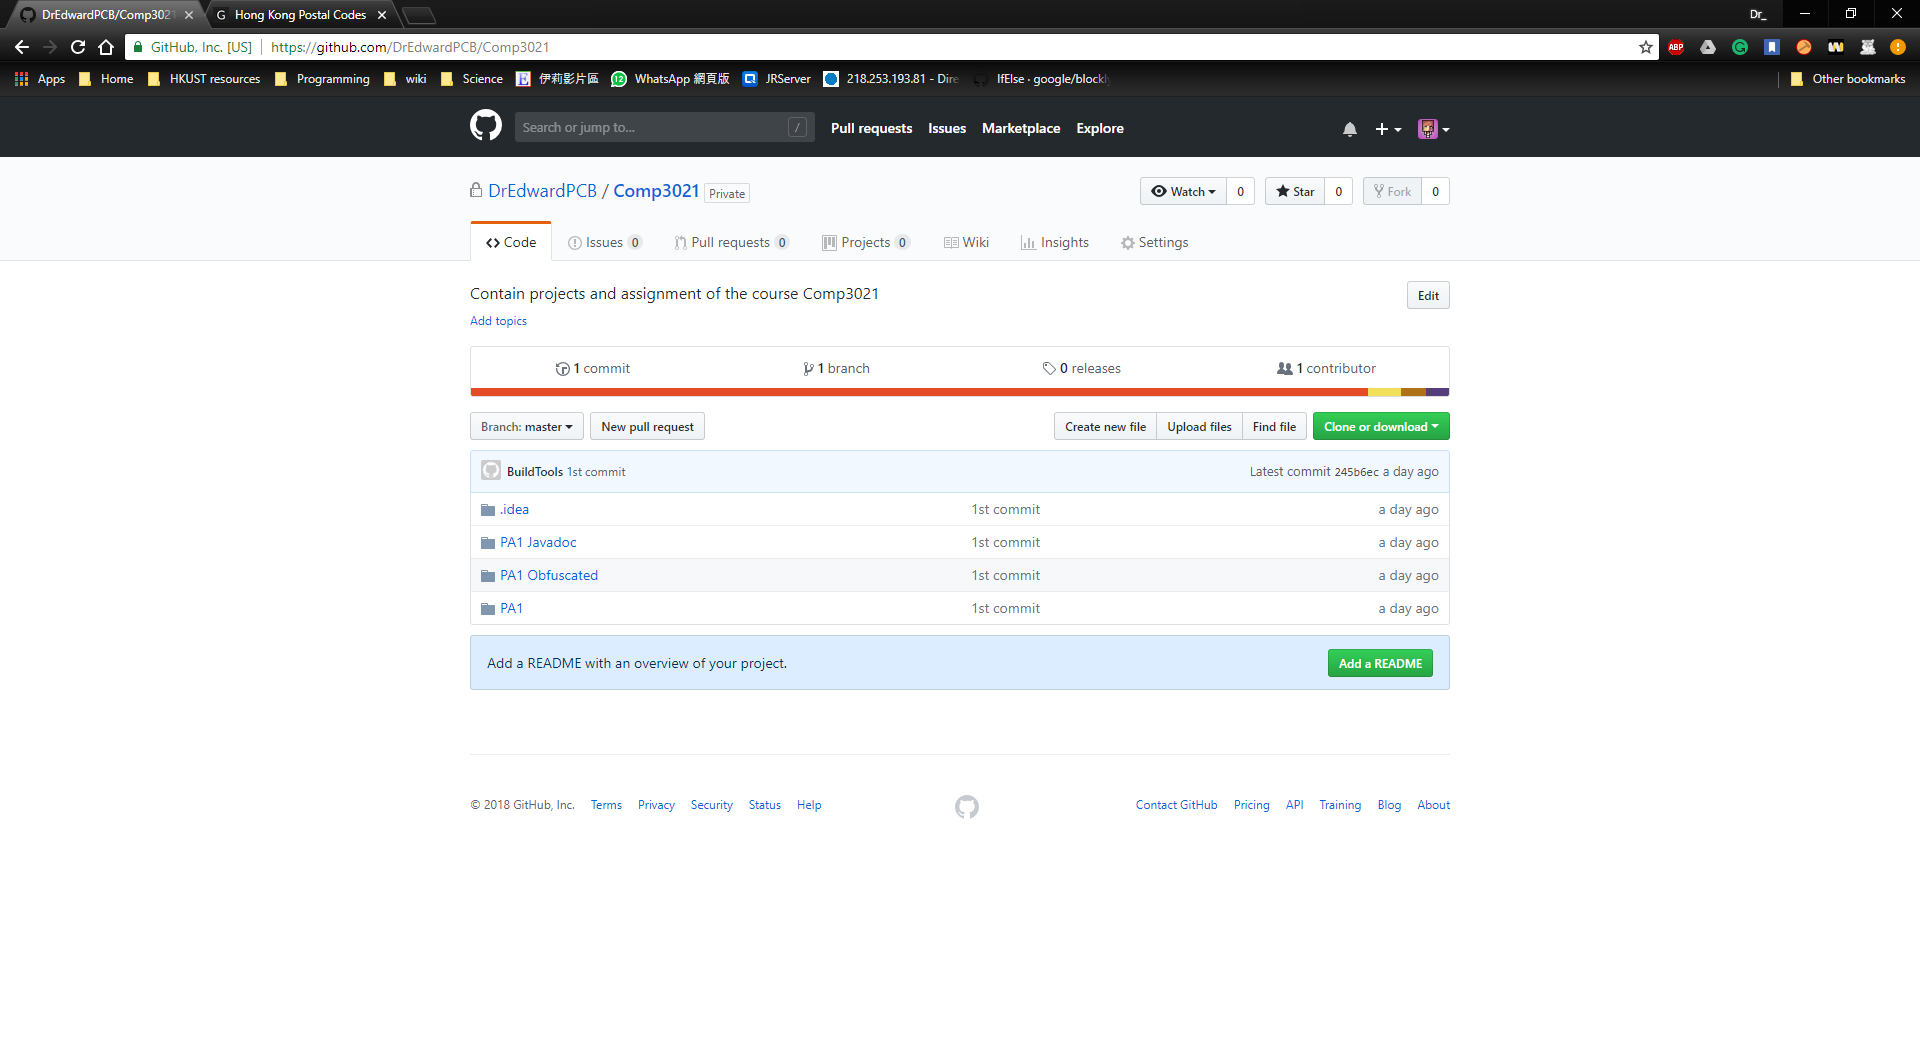 DrEdwardPCB/Comp3021
Hong Kong Postal Codes
Dr_
GitHub, Inc. [US] https://github.com/DrEdwardPCB/Comp3021
ABP
Apps Home HKUST resources Programming wiki Science 伊莉影片區 WhatsApp 網頁版 JRServer 218.253.193.81 - Dire IfElse · google/blockly Other bookmarks
Search or jump to... / Pull requests Issues Marketplace Explore
DrEdwardPCB / Comp3021 Private Watch 0 Star 0 Fork 0
Code Issues 0 Pull requests 0 Projects 0 Wiki Insights Settings
Contain projects and assignment of the course Comp3021 Edit
Add topics
1 commit 1 branch 0 releases 1 contributor
Branch: master New pull request Create new file Upload files Find file Clone or download
BuildTools 1st commit Latest commit 245b6ec a day ago
.idea 1st commit a day ago
PA1 Javadoc 1st commit a day ago
PA1 Obfuscated 1st commit a day ago
PA1 1st commit a day ago
Add a README with an overview of your project. Add a README
© 2018 GitHub, Inc. Terms Privacy Security Status Help Contact GitHub Pricing API Training Blog About